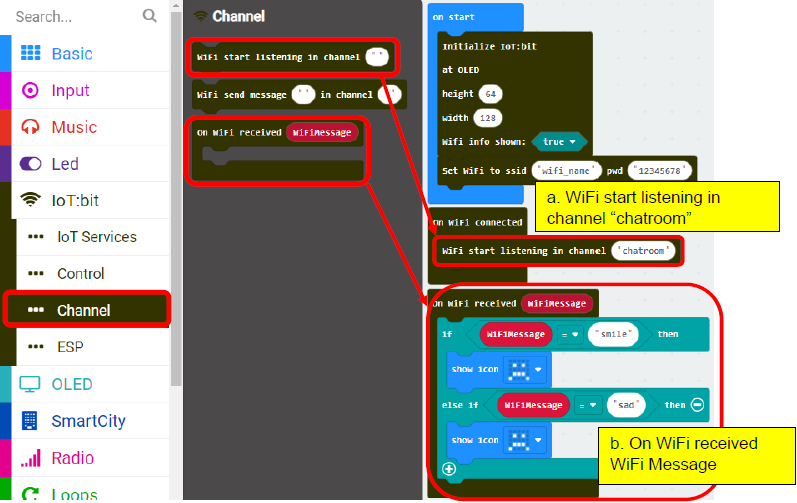 Search...
Basic
Input
Music
Led
IoT:bit
IoT Services
Control
Channel
ESP
OLED
SmartCity
Radio
Loops
Channel
WiFi start listening in channel " "
WiFi send message " " in channel " "
On WiFi received WiFiMessage
on start
Initialize IoT:bit
at OLED
height 64
width 128
Wifi info shown: true
Set WiFi to ssid "wifi_name" pwd "12345678"
a. WiFi start listening in
channel “chatroom”
On WiFi connected
WiFi start listening in channel "chatroom"
On WiFi received WiFiMessage
if WiFiMessage = "smile" then
show icon
else if WiFiMessage = "sad" then
show icon
b. On WiFi received
WiFi Message